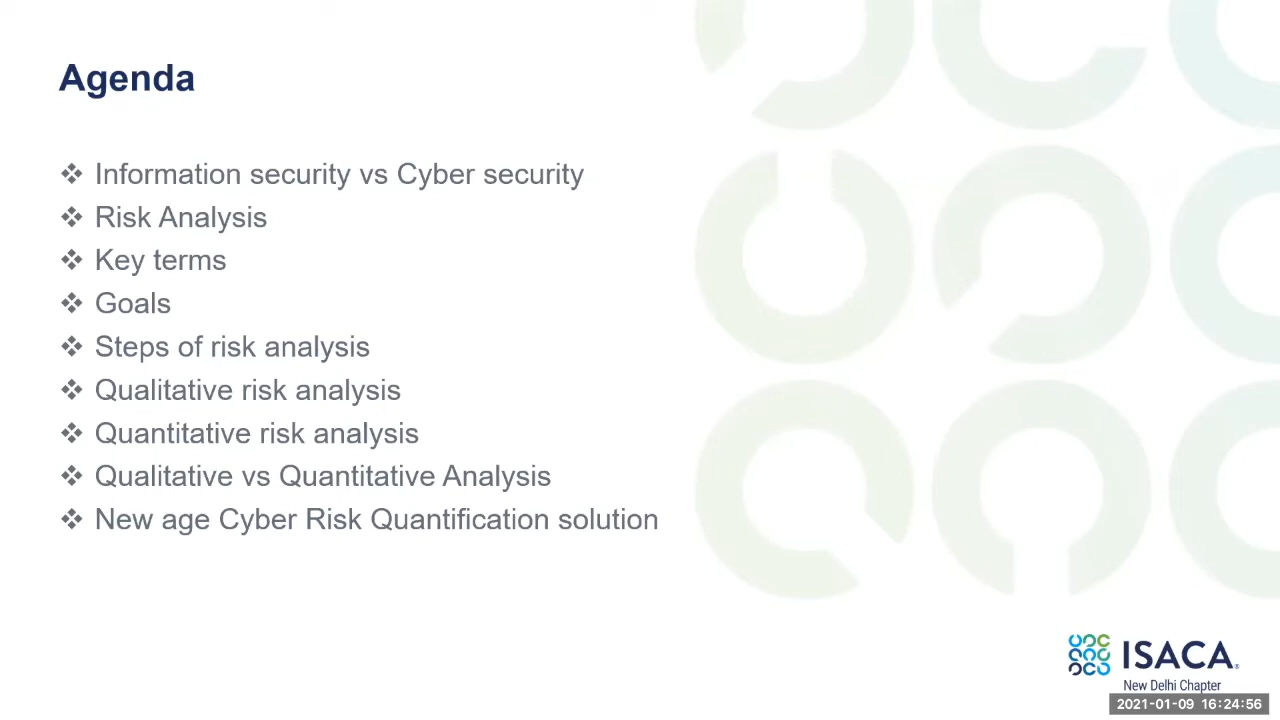 Agenda
❖ Information security vs Cyber security
❖ Risk Analysis
❖ Key terms
❖ Goals
❖ Steps of risk analysis
❖ Qualitative risk analysis
❖ Quantitative risk analysis
❖ Qualitative vs Quantitative Analysis
❖ New age Cyber Risk Quantification solution
ISACA®
New Delhi Chapter
2021-01-09 16:24:56